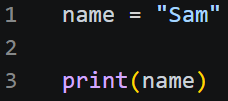 1 name = "Sam"
2
3 print(name)